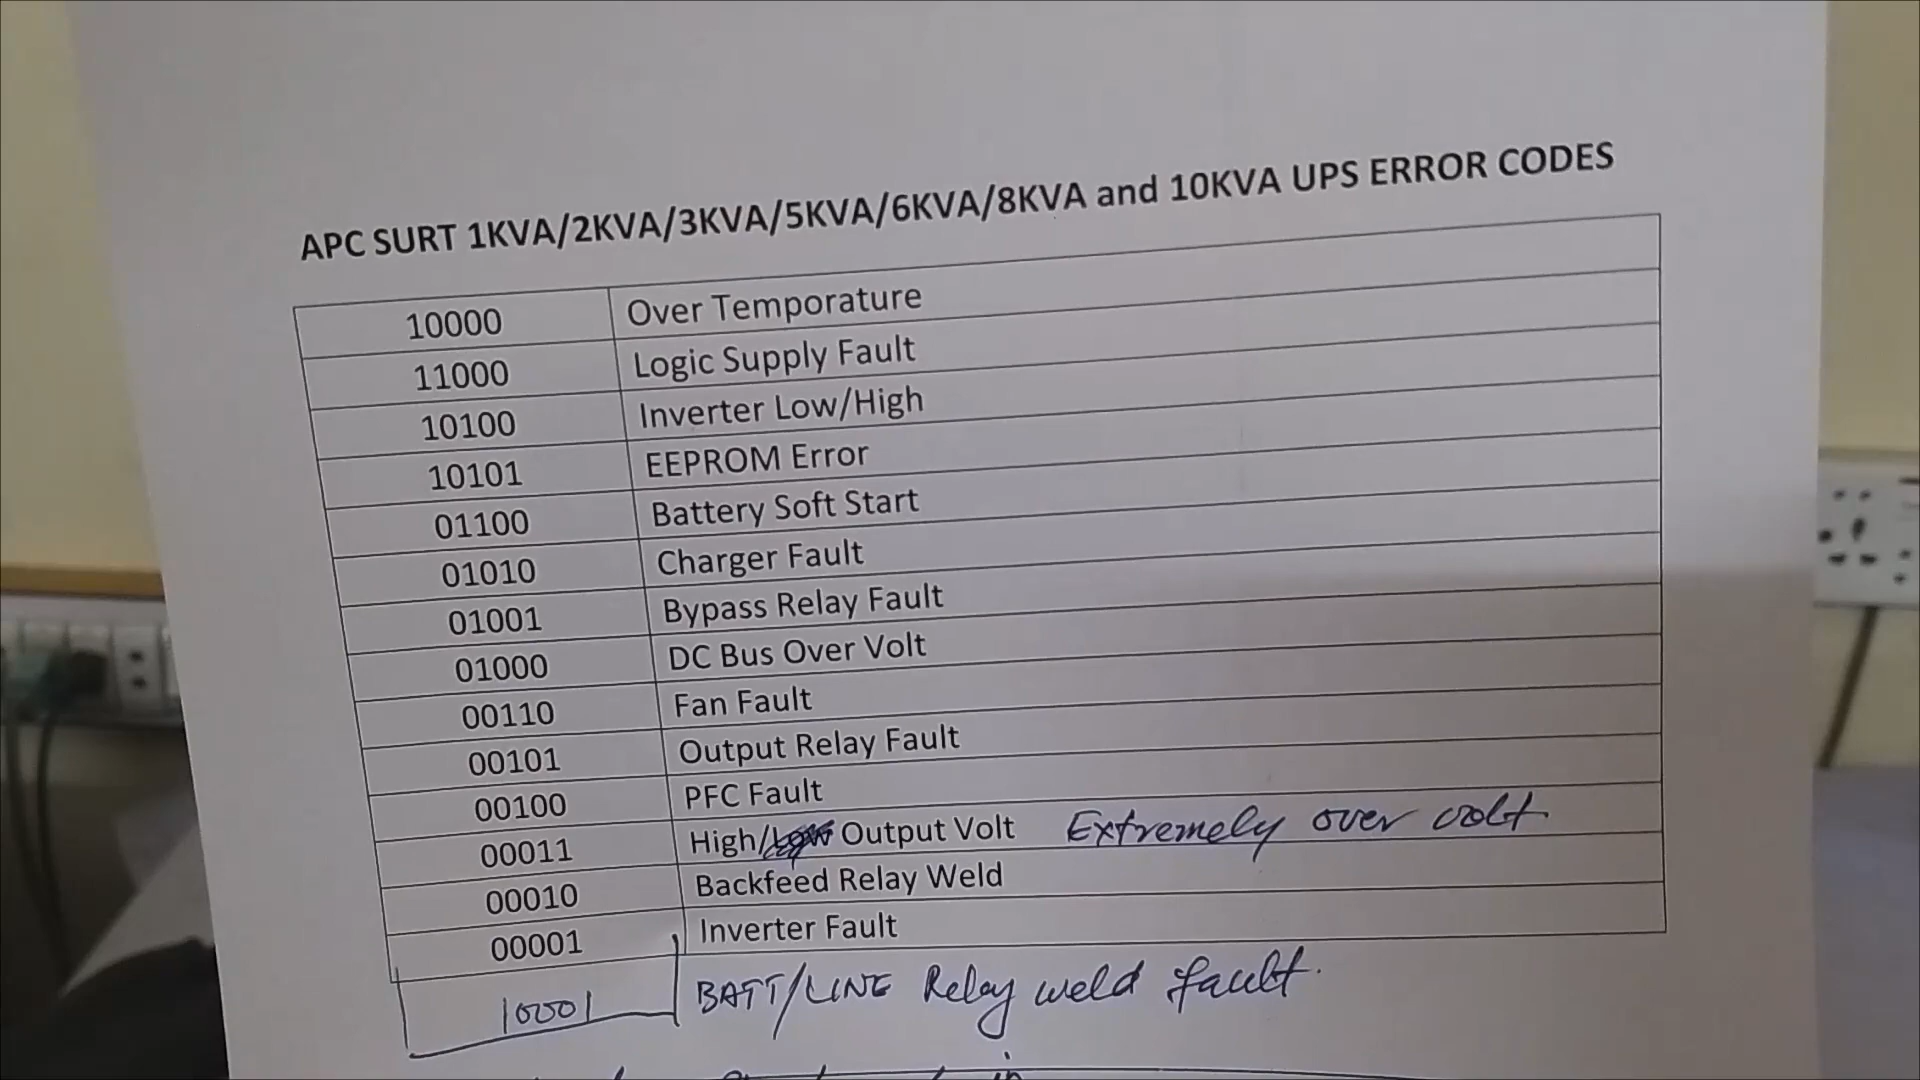 APC SURT 1KVA/2KVA/3KVA/5KVA/6KVA/8KVA and 10KVA UPS ERROR CODES
10000 Over Temporature
11000 Logic Supply Fault
10100 Inverter Low/High
10101 EEPROM Error
01100 Battery Soft Start
01010 Charger Fault
01001 Bypass Relay Fault
01000 DC Bus Over Volt
00110 Fan Fault
00101 Output Relay Fault
00100 PFC Fault
00011 High/ Output Volt Extremely over volt.
00010 Backfeed Relay Weld
00001 Inverter Fault
10001 BATT/LINE Relay weld fault.